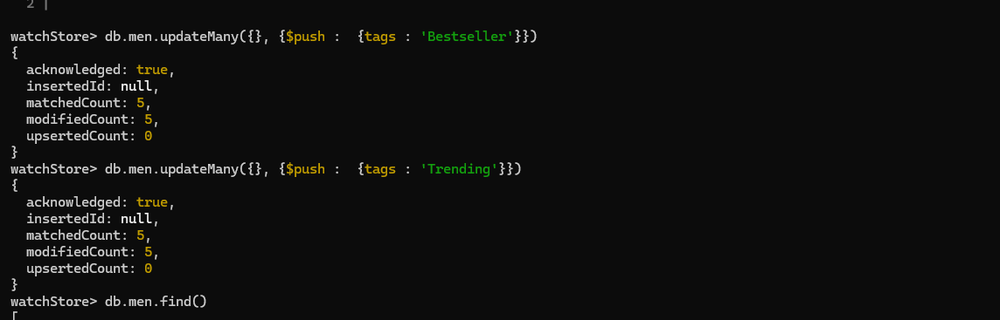 2 |
watchStore> db.men.updateMany({}, {$push :  {tags : 'Bestseller'}})
{
  acknowledged: true,
  insertedId: null,
  matchedCount: 5,
  modifiedCount: 5,
  upsertedCount: 0
}
watchStore> db.men.updateMany({}, {$push :  {tags : 'Trending'}})
{
  acknowledged: true,
  insertedId: null,
  matchedCount: 5,
  modifiedCount: 5,
  upsertedCount: 0
}
watchStore> db.men.find()
[